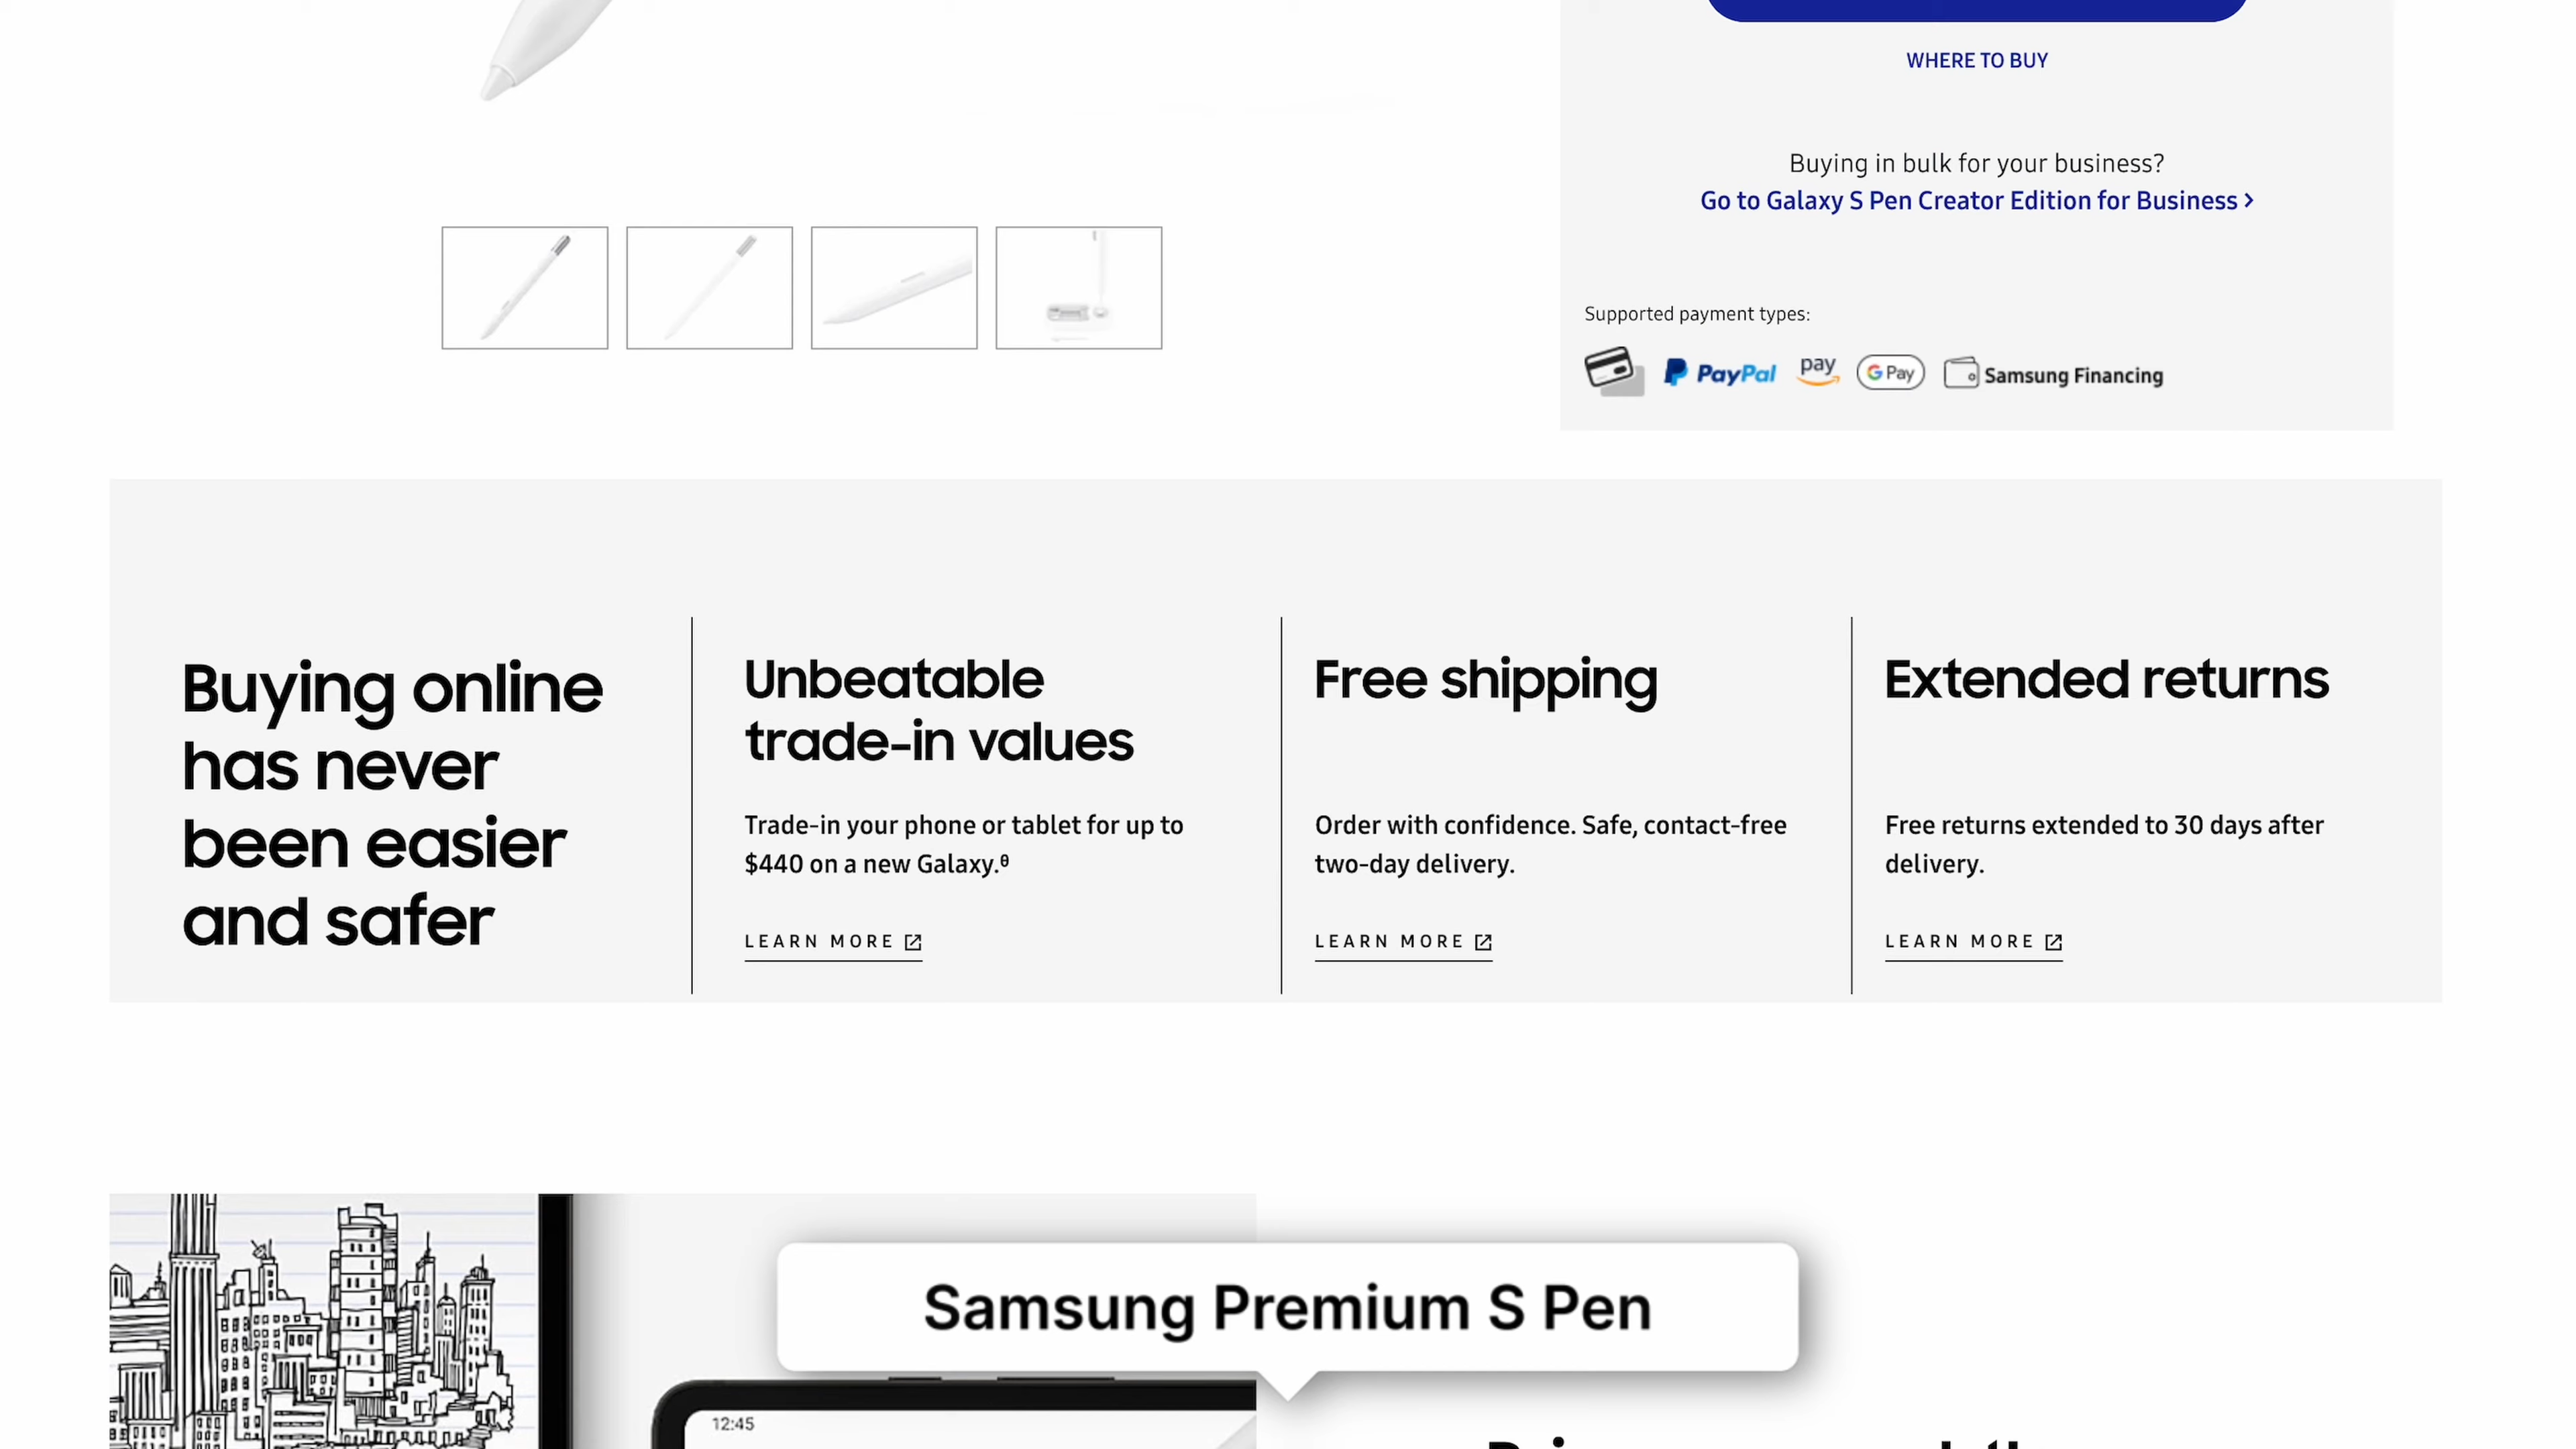 WHERE TO BUY
Buying in bulk for your business?
Go to Galaxy S Pen Creator Edition for Business >
Supported payment types:
PayPal pay G Pay Samsung Financing
Buying online
has never
been easier
and safer
Unbeatable
trade-in values
Trade-in your phone or tablet for up to
$440 on a new Galaxy.θ
LEARN MORE
Free shipping
Order with confidence. Safe, contact-free
two-day delivery.
LEARN MORE
Extended returns
Free returns extended to 30 days after
delivery.
LEARN MORE
Samsung Premium S Pen
12:45